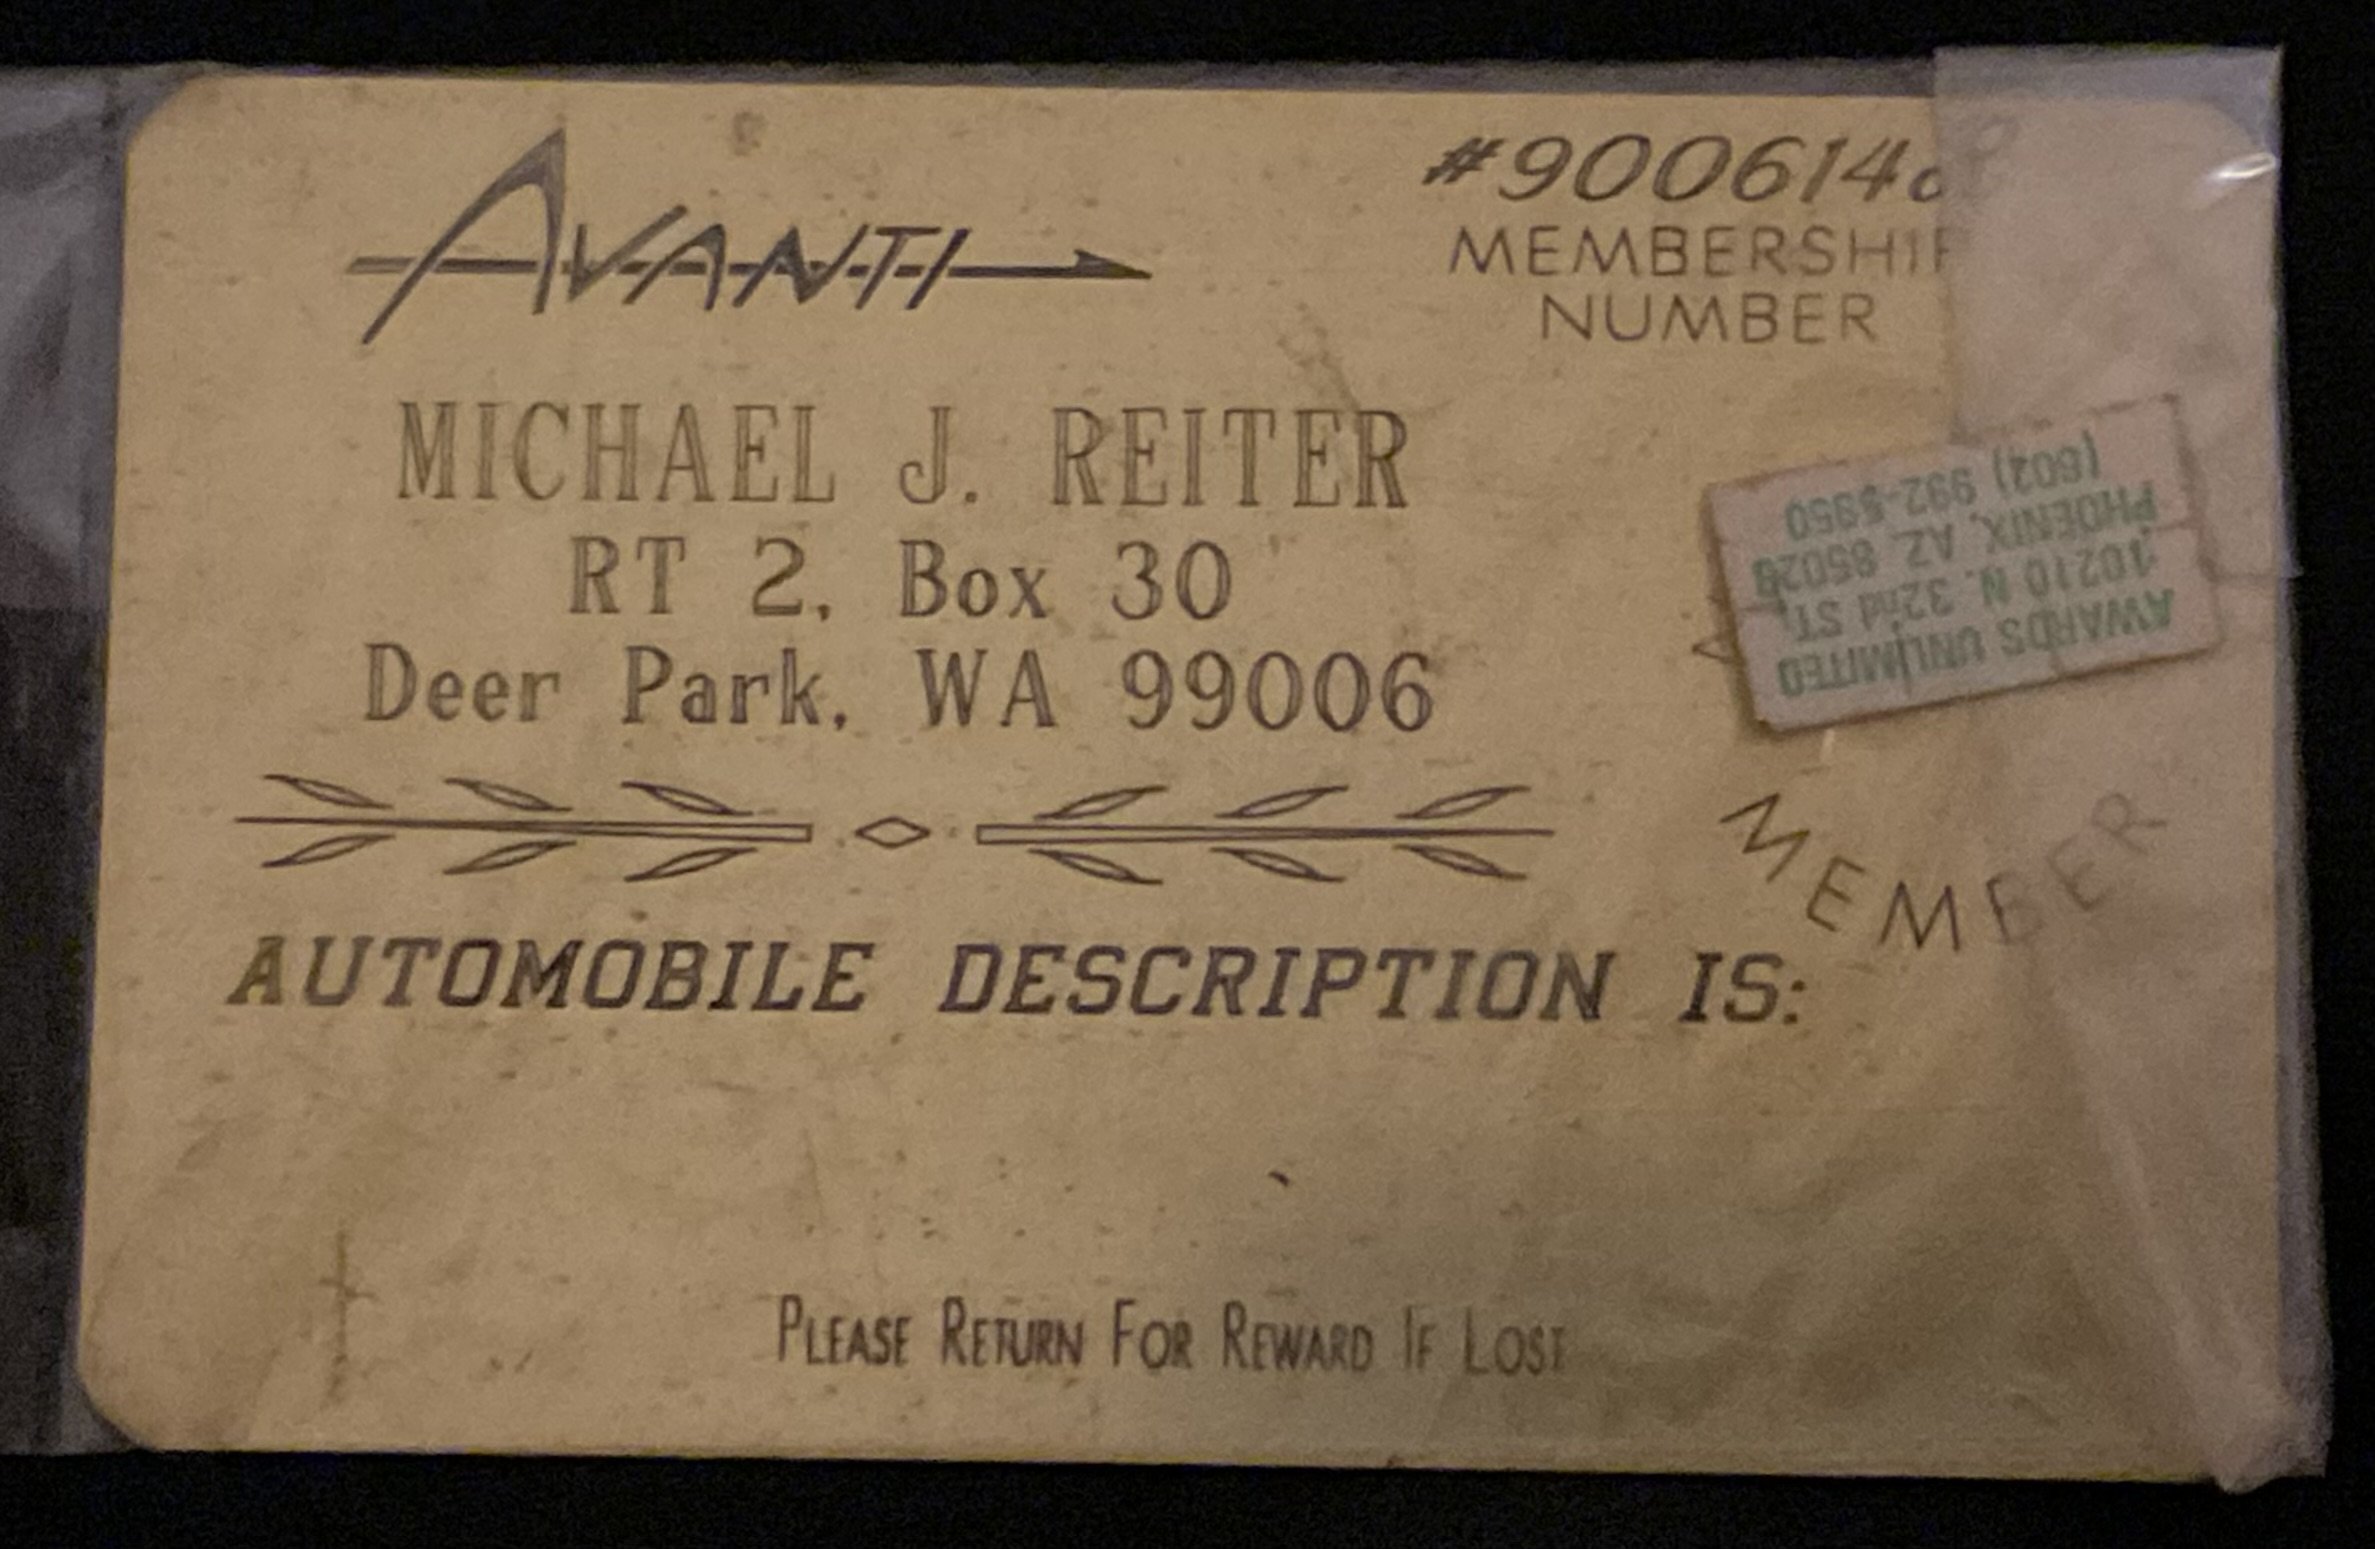 AVANTI
#900614
MEMBERSHIP
NUMBER
MICHAEL J. REITER
RT 2, Box 30
Deer Park, WA 99006
AWARDS UNLIMITED
10210 N. 32nd ST.
PHOENIX, AZ. 85028
(602) 992-5950
MEMBER
AUTOMOBILE DESCRIPTION IS:
PLEASE RETURN FOR REWARD IF LOST